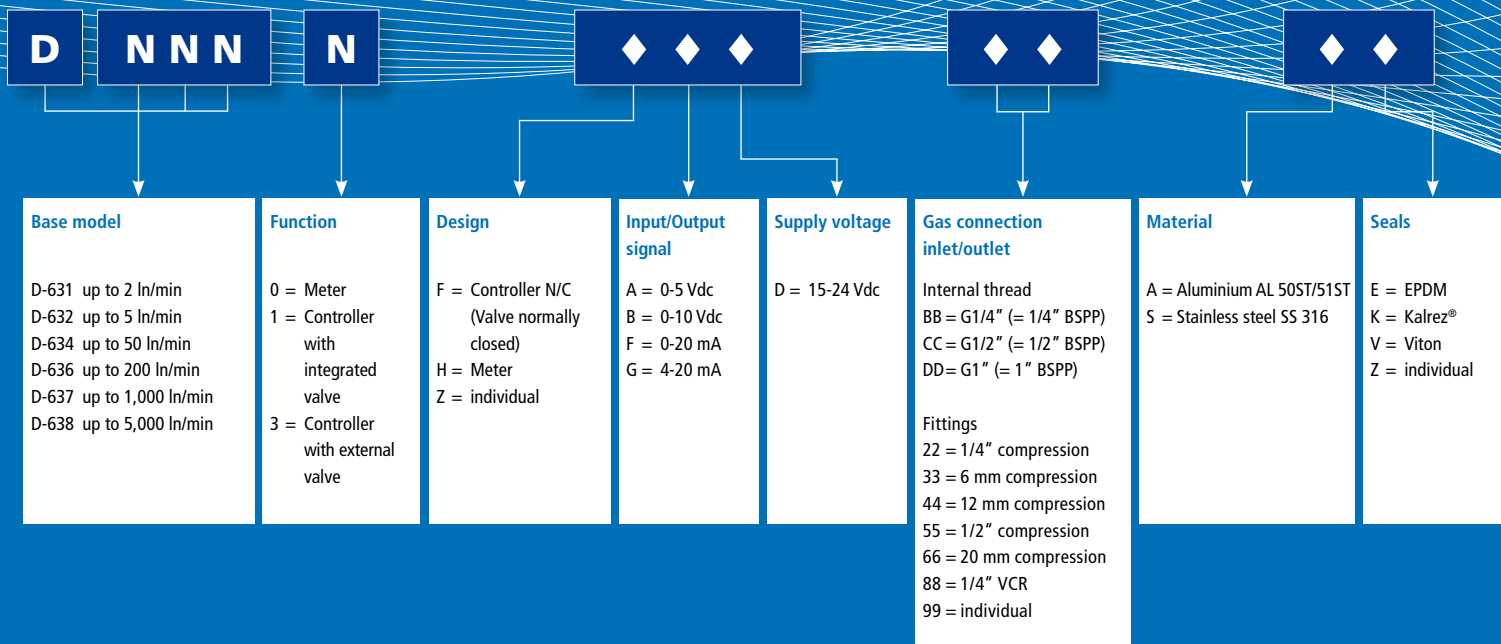 D NNN N ♦ ♦ ♦ ♦ ♦ ♦ ♦
Base model
D-631 up to 2 ln/min
D-632 up to 5 ln/min
D-634 up to 50 ln/min
D-636 up to 200 ln/min
D-637 up to 1,000 ln/min
D-638 up to 5,000 ln/min
Function
0 = Meter
1 = Controller
with
integrated
valve
3 = Controller
with external
valve
Design
F = Controller N/C
(Valve normally
closed)
H = Meter
Z = individual
Input/Output
signal
A = 0-5 Vdc
B = 0-10 Vdc
F = 0-20 mA
G = 4-20 mA
Supply voltage
D = 15-24 Vdc
Gas connection
inlet/outlet
Internal thread
BB = G1/4" (= 1/4" BSPP)
CC = G1/2" (= 1/2" BSPP)
DD= G1" (= 1" BSPP)
Fittings
22 = 1/4" compression
33 = 6 mm compression
44 = 12 mm compression
55 = 1/2" compression
66 = 20 mm compression
88 = 1/4" VCR
99 = individual
Material
A = Aluminium AL 50ST/51ST
S = Stainless steel SS 316
Seals
E = EPDM
K = Kalrez®
V = Viton
Z = individual